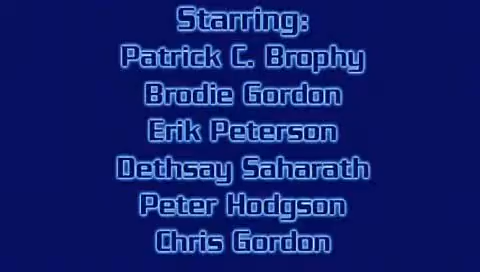 Starring:
Patrick C. Brophy
Brodie Gordon
Erik Peterson
Dethsay Saharath
Peter Hodgson
Chris Gordon